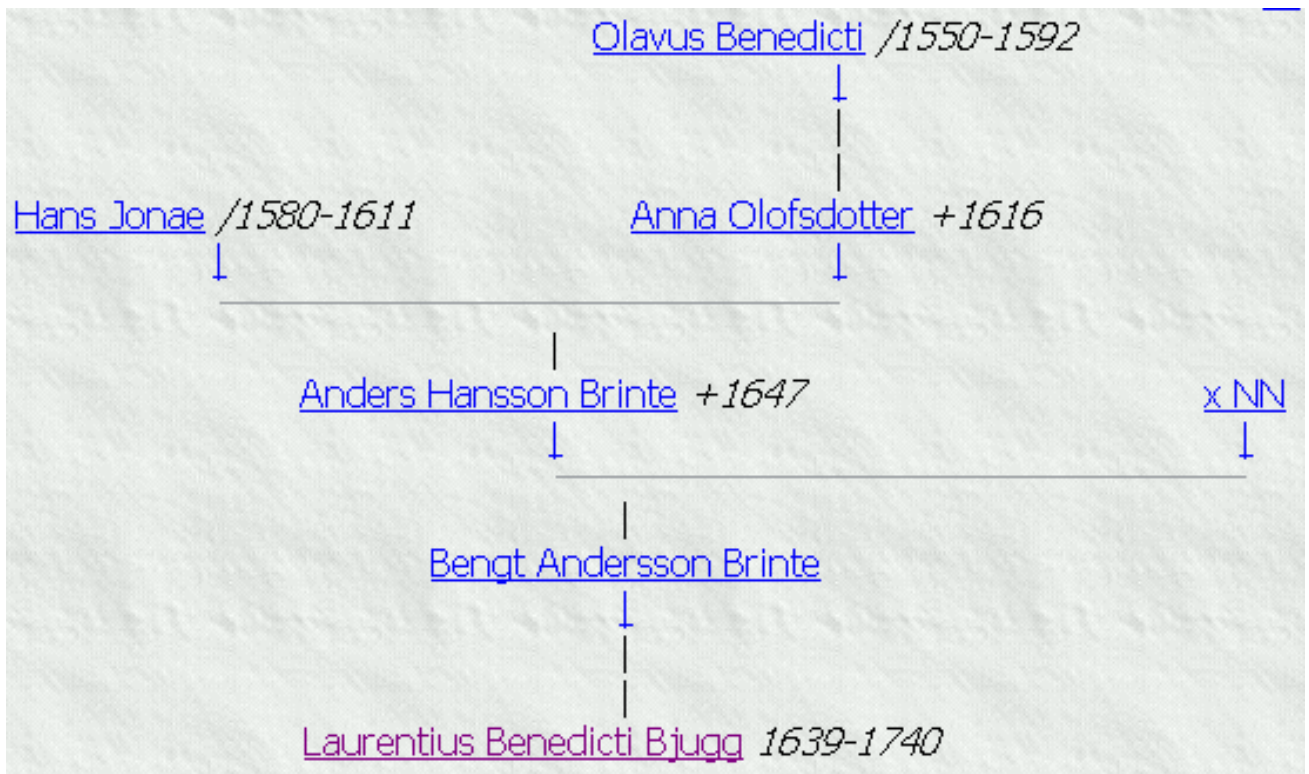 Olavus Benedicti /1550-1592
Hans Jonae /1580-1611 Anna Olofsdotter +1616
Anders Hansson Brinte +1647 x NN
Bengt Andersson Brinte
Laurentius Benedicti Bjugg 1639-1740